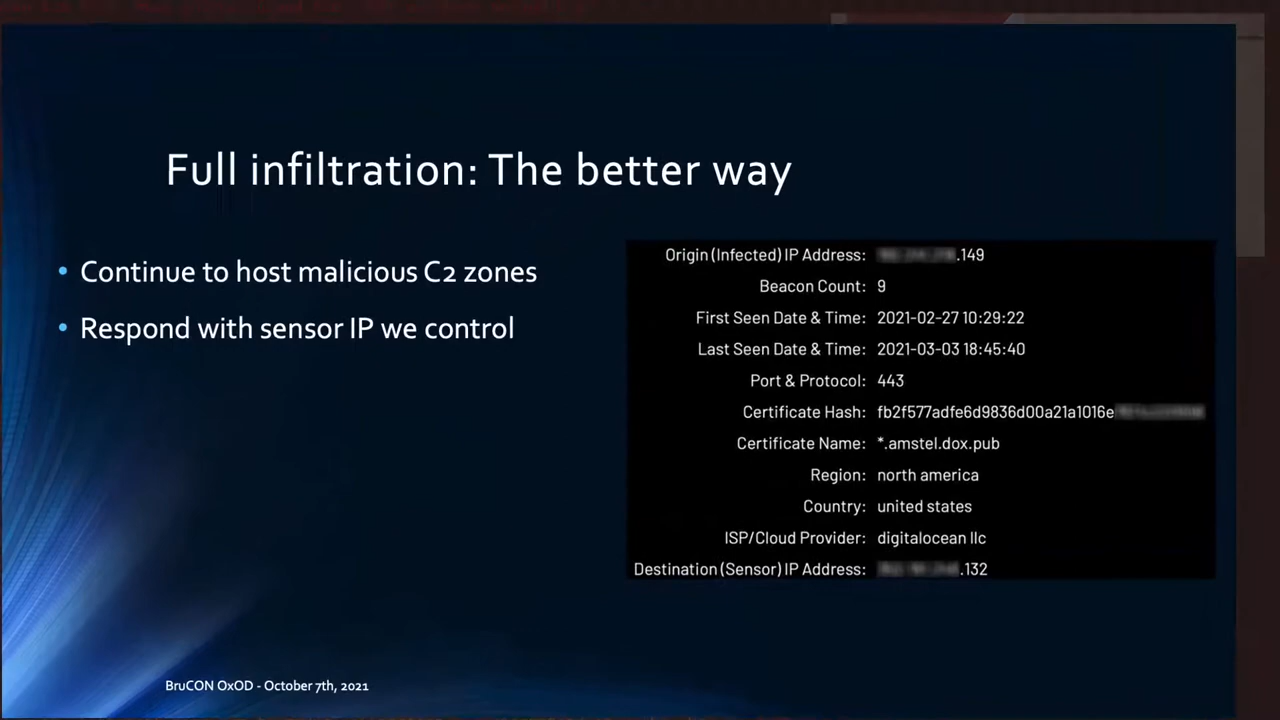 Full infiltration: The better way
• Continue to host malicious C2 zones
• Respond with sensor IP we control
Origin (Infected) IP Address: .149
Beacon Count: 9
First Seen Date & Time: 2021-02-27 10:29:22
Last Seen Date & Time: 2021-03-03 18:45:40
Port & Protocol: 443
Certificate Hash: fb2f577adfe6d9836d00a21a1016e
Certificate Name: *.amstel.dox.pub
Region: north america
Country: united states
ISP/Cloud Provider: digitalocean llc
Destination (Sensor) IP Address: .132
BruCON 0x0D - October 7th, 2021